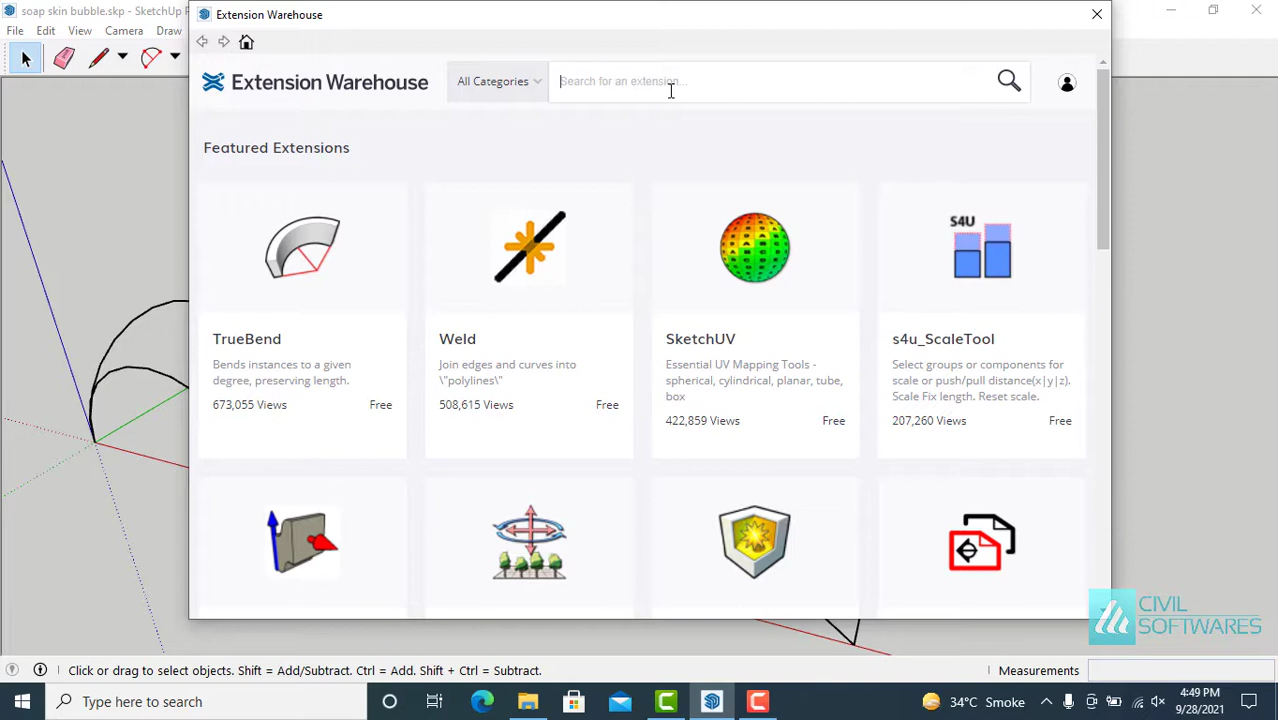 soap skin bubble.skp - SketchUp P
Extension Warehouse
File Edit View Camera Draw
Extension Warehouse
All Categories
Search for an extension...
Featured Extensions
S4U
TrueBend
Bends instances to a given
degree, preserving length.
673,055 Views Free
Weld
Join edges and curves into
\"polylines\"
508,615 Views Free
SketchUV
Essential UV Mapping Tools -
spherical, cylindrical, planar, tube,
box
422,859 Views Free
s4u_ScaleTool
Select groups or components for
scale or push/pull distance(x|y|z).
Scale Fix length. Reset scale.
207,260 Views Free
CIVIL
SOFTWARES
Click or drag to select objects. Shift = Add/Subtract. Ctrl = Add. Shift + Ctrl = Subtract.
Measurements
Type here to search
34°C Smoke
4:49 PM
9/28/2021